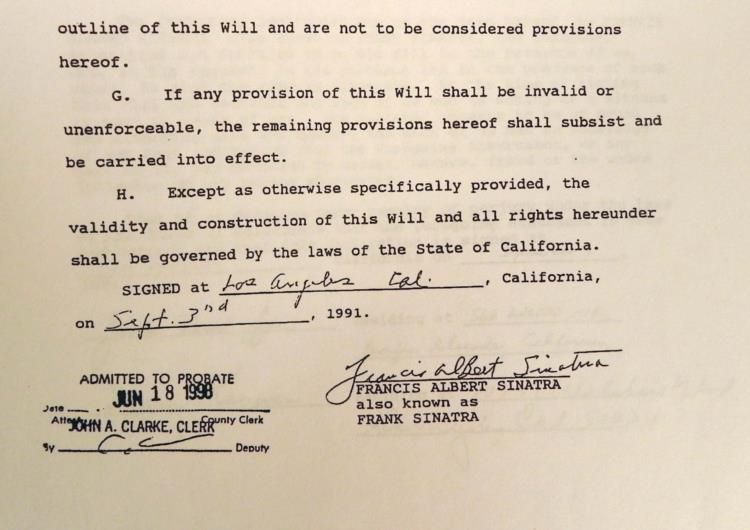 outline of this Will and are not to be considered provisions
hereof.
G. If any provision of this Will shall be invalid or
unenforceable, the remaining provisions hereof shall subsist and
be carried into effect.
H. Except as otherwise specifically provided, the
validity and construction of this Will and all rights hereunder
shall be governed by the laws of the State of California.
SIGNED at Los Angeles Cal. , California,
on Sept. 3nd , 1991.
ADMITTED TO PROBATE
JUN 18 1998
Date
Attest JOHN A. CLARKE, CLERK County Clerk
By Deputy
Francis Albert Sinatra
FRANCIS ALBERT SINATRA
also known as
FRANK SINATRA